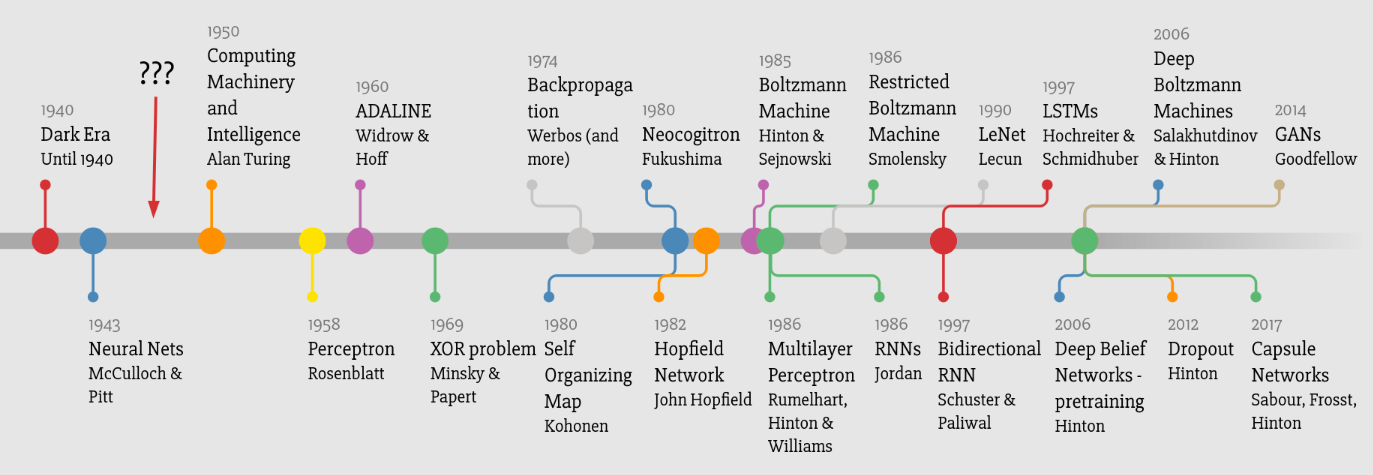 1940
Dark Era
Until 1940
???
1950
Computing
Machinery
and
Intelligence
Alan Turing
1960
ADALINE
Widrow &
Hoff
1974
Backpropaga
tion
Werbos (and
more)
1980
Neocogitron
Fukushima
1985
Boltzmann
Machine
Hinton &
Sejnowski
1986
Restricted
Boltzmann
Machine
Smolensky
1990
LeNet
Lecun
1997
LSTMs
Hochreiter &
Schmidhuber
2006
Deep
Boltzmann
Machines
Salakhutdinov
& Hinton
2014
GANs
Goodfellow
1943
Neural Nets
McCulloch &
Pitt
1958
Perceptron
Rosenblatt
1969
XOR problem
Minsky &
Papert
1980
Self
Organizing
Map
Kohonen
1982
Hopfield
Network
John Hopfield
1986
Multilayer
Perceptron
Rumelhart,
Hinton &
Williams
1986
RNNs
Jordan
1997
Bidirectional
RNN
Schuster &
Paliwal
2006
Deep Belief
Networks -
pretraining
Hinton
2012
Dropout
Hinton
2017
Capsule
Networks
Sabour, Frosst,
Hinton